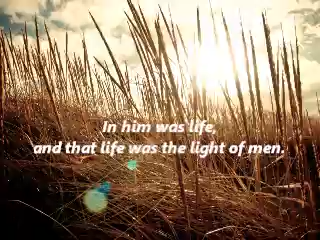 In him was life,
and that life was the light of men.